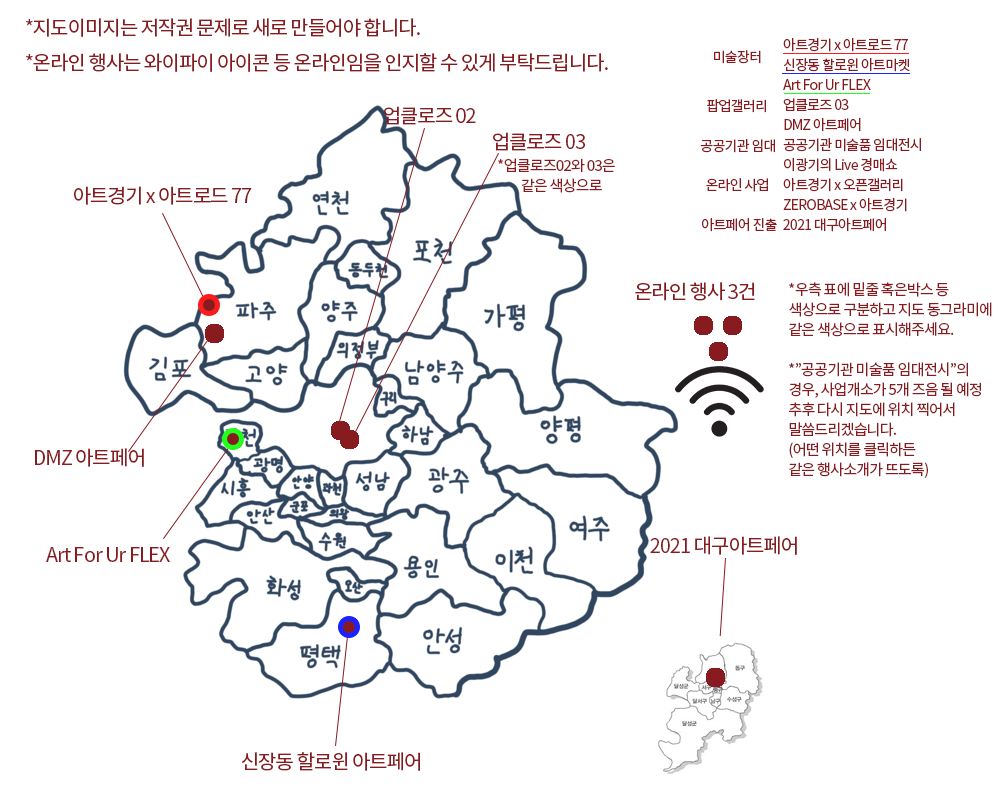 *지도이미지는 저작권 문제로 새로 만들어야 합니다.
*온라인 행사는 와이파이 아이콘 등 온라인임을 인지할 수 있게 부탁드립니다.
미술장터
아트경기 x 아트로드 77
신장동 할로윈 아트마켓
Art For Ur FLEX
팝업갤러리
업클로즈 03
DMZ 아트페어
공공기관 임대
공공기관 미술품 임대전시
이광기의 Live 경매쇼
온라인 사업
아트경기 x 오픈갤러리
ZEROBASE x 아트경기
아트페어 진출
2021 대구아트페어
업클로즈 02
업클로즈 03
*업클로즈02와 03은
같은 색상으로
아트경기 x 아트로드 77
연천
포천
동두천
파주
양주
가평
의정부
김포
고양
남양주
구리
하남
양평
천
광명
시흥
안양
과천
성남
광주
안산
군포
의왕
수원
여주
이천
용인
화성
오산
평택
안성
DMZ 아트페어
Art For Ur FLEX
신장동 할로윈 아트페어
온라인 행사 3건
*우측 표에 밑줄 혹은박스 등
색상으로 구분하고 지도 동그라미에
같은 색상으로 표시해주세요.
*”공공기관 미술품 임대전시”의
경우, 사업개소가 5개 즈음 될 예정
추후 다시 지도에 위치 찍어서
말씀드리겠습니다.
(어떤 위치를 클릭하든
같은 행사소개가 뜨도록)
2021 대구아트페어
동구
달성군
서구
달서구
남구
수성구
달성군